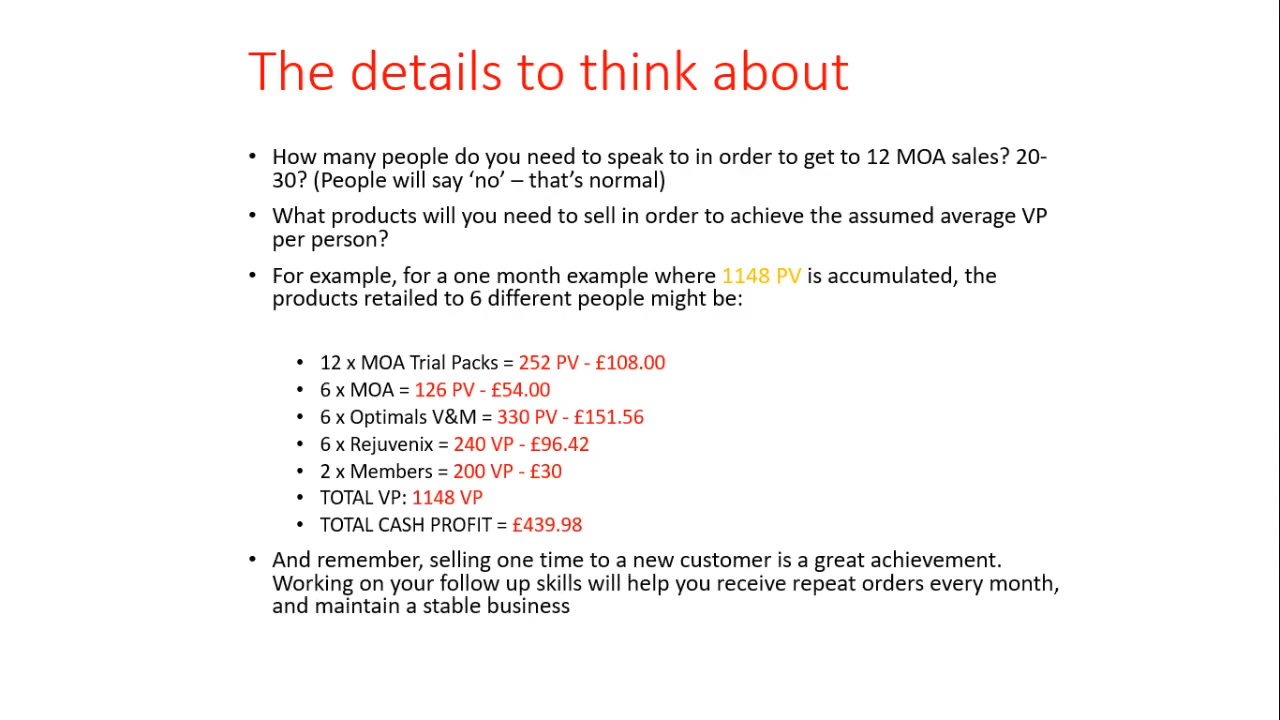 The details to think about
• How many people do you need to speak to in order to get to 12 MOA sales? 20-
30? (People will say ‘no’ – that’s normal)
• What products will you need to sell in order to achieve the assumed average VP
per person?
• For example, for a one month example where 1148 PV is accumulated, the
products retailed to 6 different people might be:
• 12 x MOA Trial Packs = 252 PV - £108.00
• 6 x MOA = 126 PV - £54.00
• 6 x Optimals V&M = 330 PV - £151.56
• 6 x Rejuvenix = 240 VP - £96.42
• 2 x Members = 200 VP - £30
• TOTAL VP: 1148 VP
• TOTAL CASH PROFIT = £439.98
• And remember, selling one time to a new customer is a great achievement.
Working on your follow up skills will help you receive repeat orders every month,
and maintain a stable business